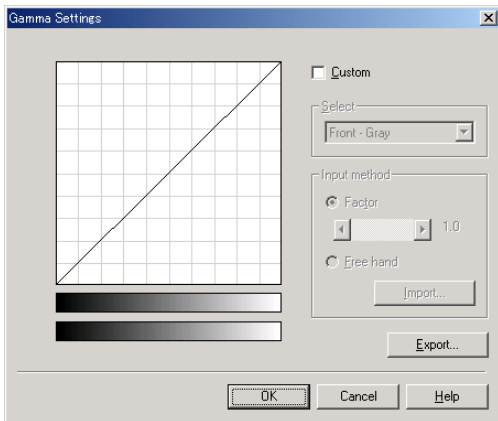 Gamma Settings
Custom
Select
Front - Gray
Input method
Factor
1.0
Free hand
Import...
Export...
OK
Cancel
Help